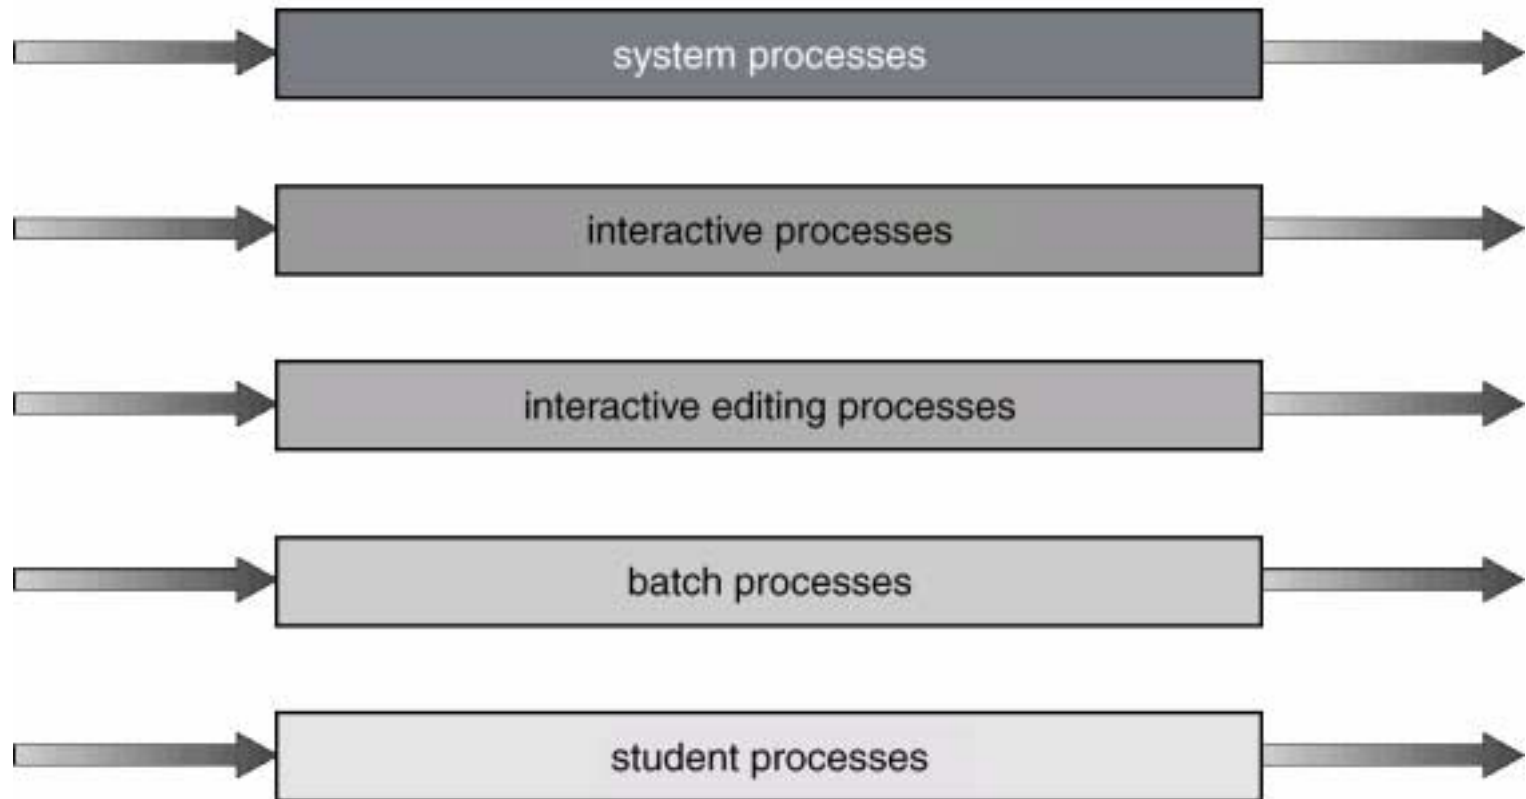 system processes
interactive processes
interactive editing processes
batch processes
student processes